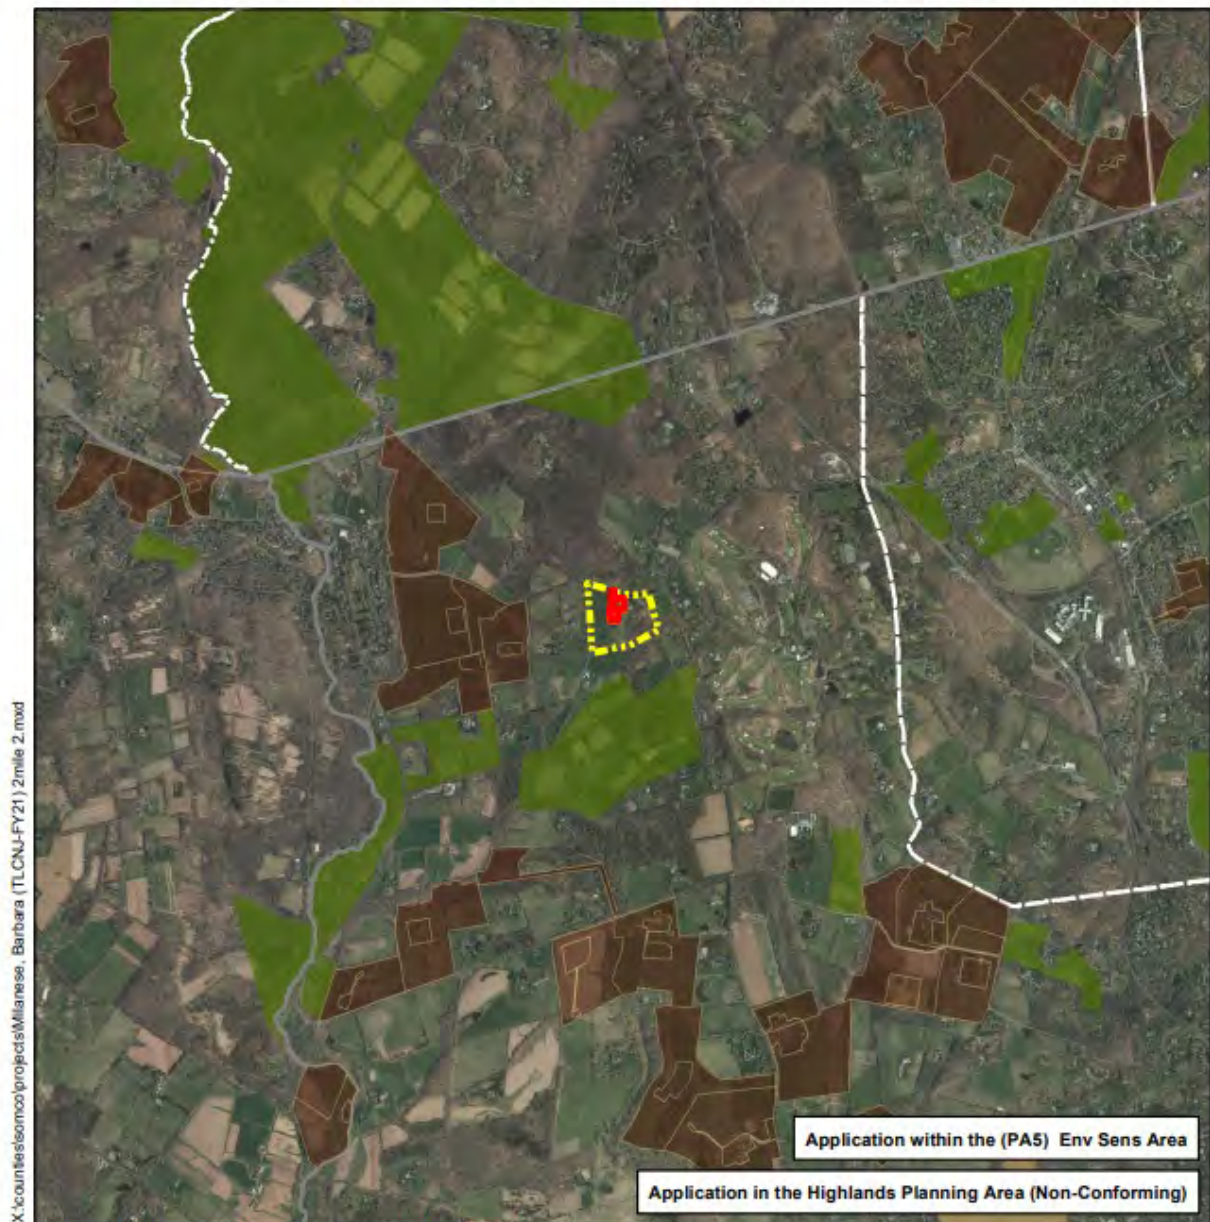 X:\counties\somco\projects\Milanese, Barbara (TLCNJ-FY21) 2mile 2.mxd
Application within the (PA5) Env Sens Area
Application in the Highlands Planning Area (Non-Conforming)